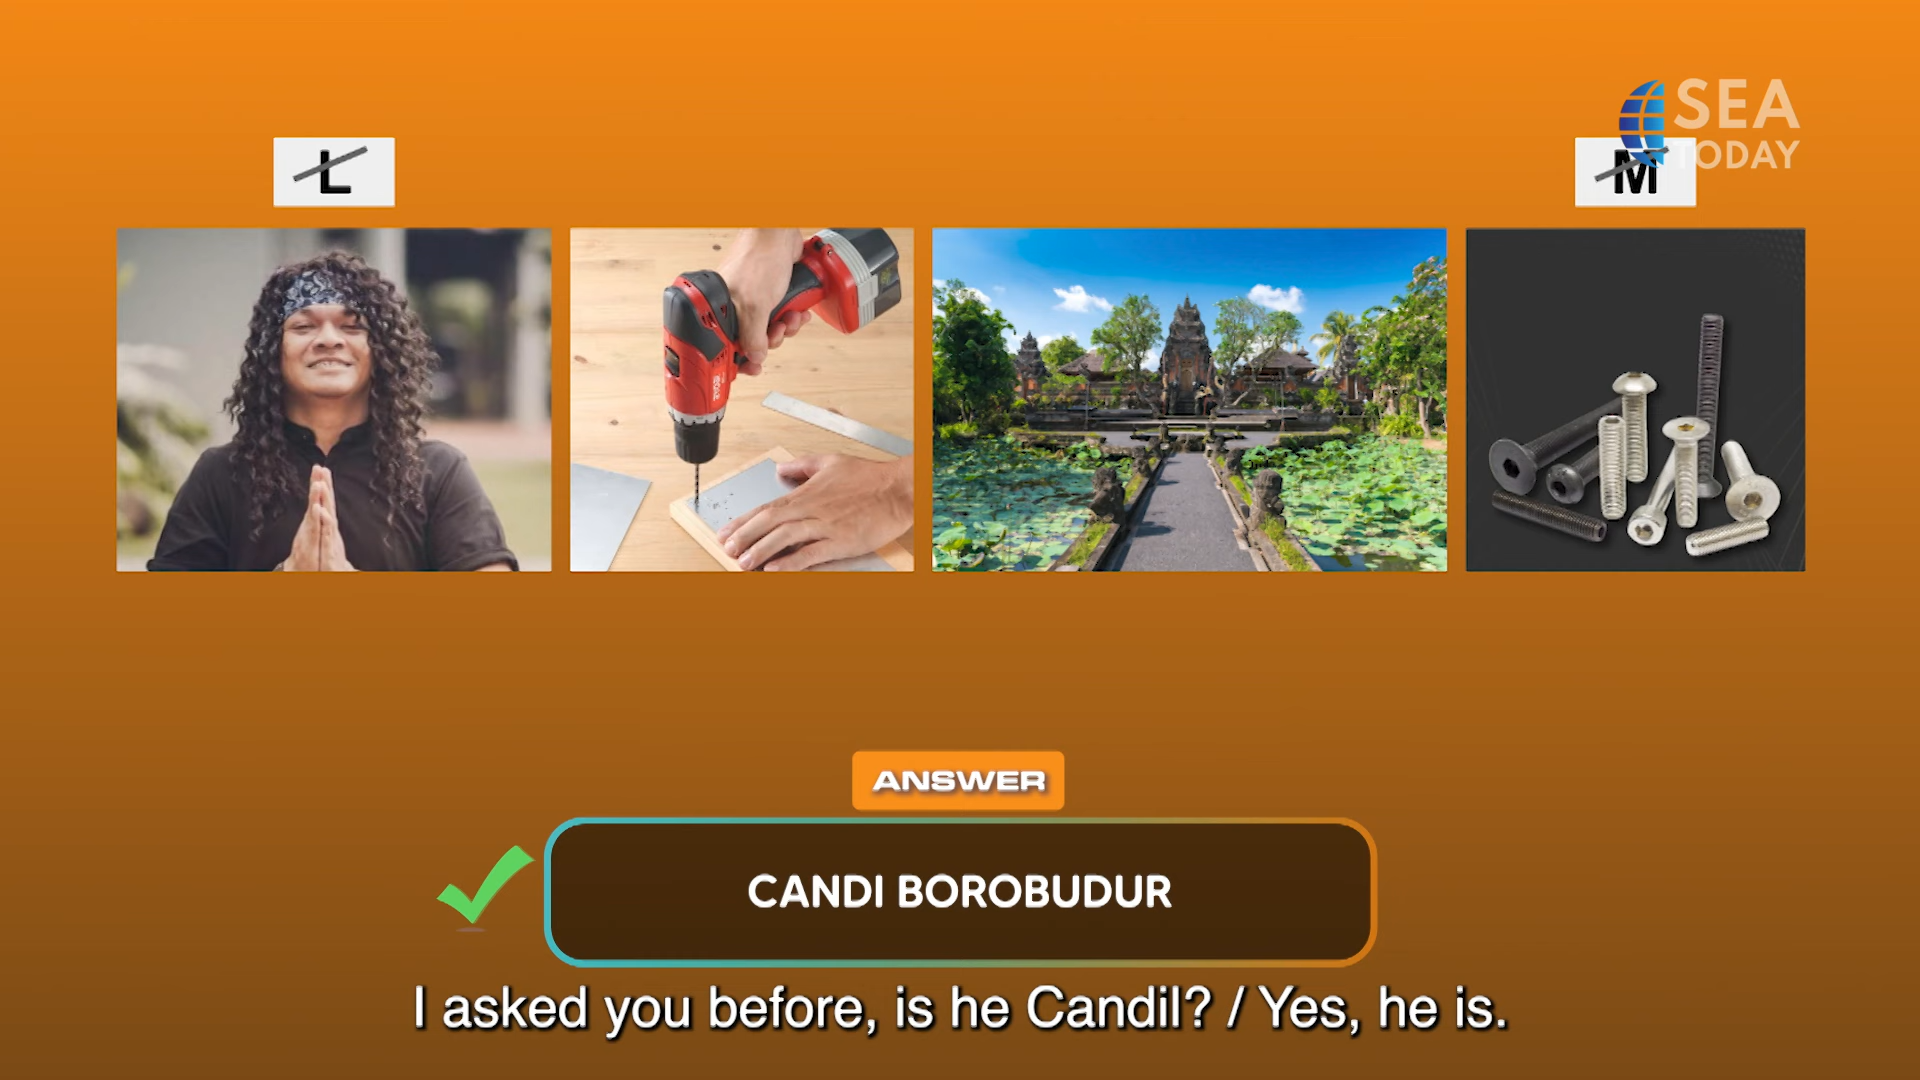 SEA
TODAY
L
M
ANSWER
CANDI BOROBUDUR
I asked you before, is he Candil? / Yes, he is.